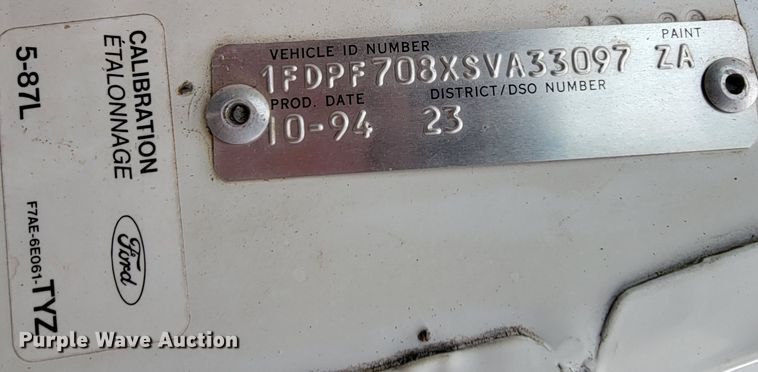 VEHICLE ID NUMBER
PAINT
1FDPF708XSVA33097 ZA
PROD. DATE
DISTRICT/DSO NUMBER
10-94
23
CALIBRATION
ÉTALONNAGE
5-87L
Ford
F7AE-6E061-TYZ
Purple Wave Auction